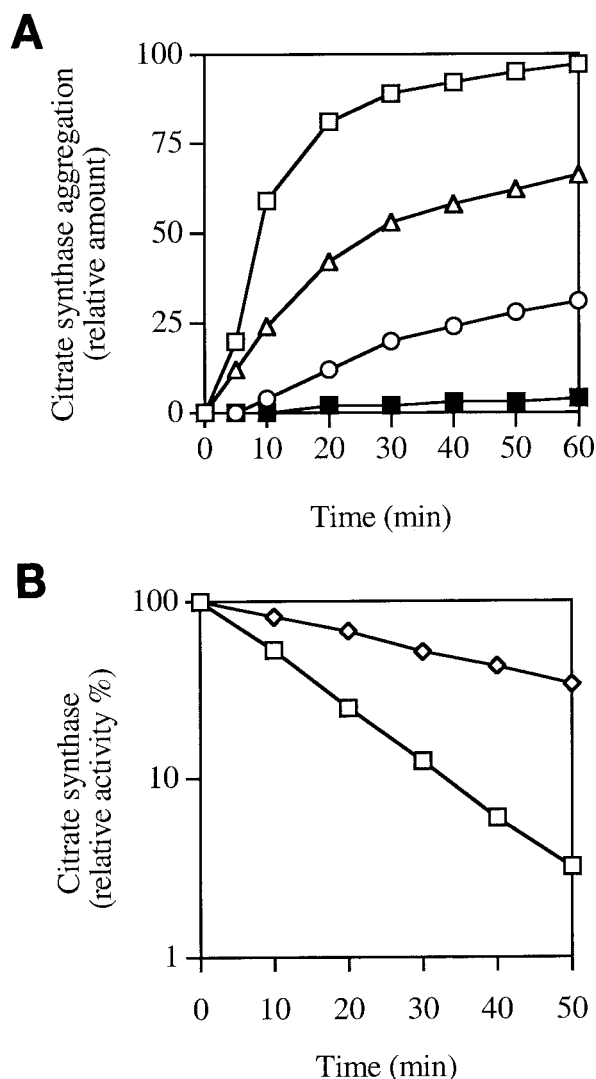 A
100
75
50
25
0
Citrate synthase aggregation
(relative amount)
0 10 20 30 40 50 60
Time (min)
B
100
10
1
Citrate synthase
(relative activity %)
0 10 20 30 40 50
Time (min)